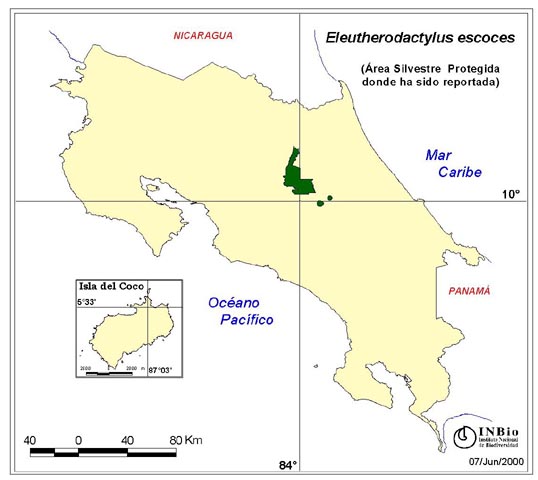 NICARAGUA
Eleutherodactylus escoces
(Área Silvestre Protegida
donde ha sido reportada)
Mar
Caribe
10°
PANAMÁ
Isla del Coco
5°33'
87°03'
2000 0 2000 m
Océano
Pacífico
40 0 40 80 Km
84°
INBio
Instituto Nacional
de Biodiversidad
07/Jun/2000